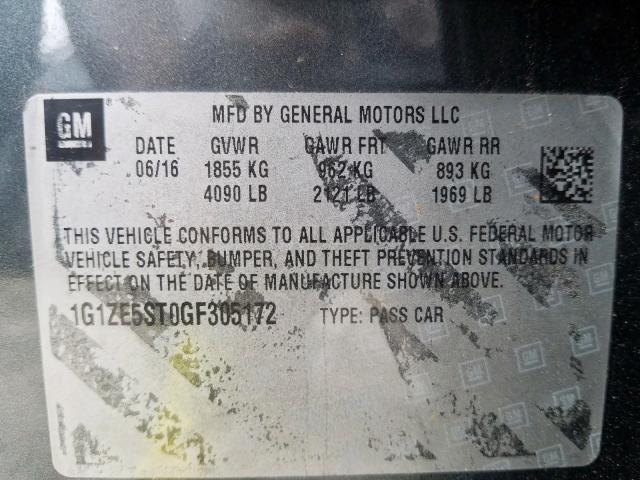 GM
MFD BY GENERAL MOTORS LLC
DATE GVWR GAWR FRT GAWR RR
06/16 1855 KG 962 KG 893 KG
4090 LB 2121 LB 1969 LB
THIS VEHICLE CONFORMS TO ALL APPLICABLE U.S. FEDERAL MOTOR
VEHICLE SAFETY, BUMPER, AND THEFT PREVENTION STANDARDS IN
EFFECT ON THE DATE OF MANUFACTURE SHOWN ABOVE.
1G1ZE5ST0GF305172 TYPE: PASS CAR